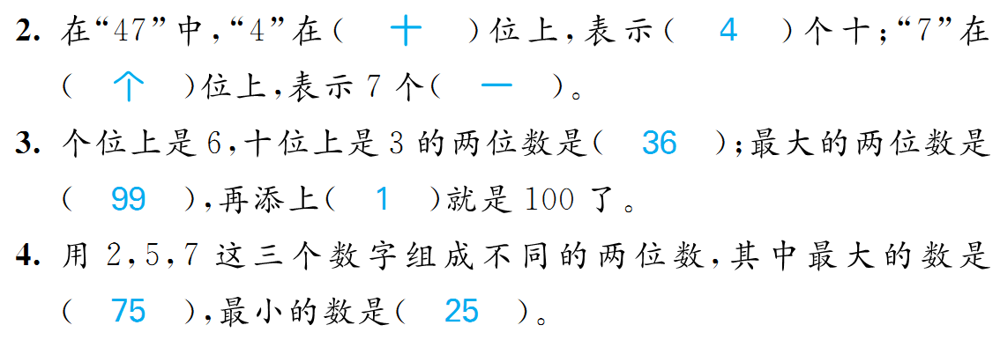 2. 在“47”中,“4”在( 十 )位上,表示( 4 )个十;“7”在
( 个 )位上,表示 7 个( 一 )。
3. 个位上是 6,十位上是 3 的两位数是( 36 );最大的两位数是
( 99 ),再添上( 1 )就是 100 了。
4. 用 2,5,7 这三个数字组成不同的两位数,其中最大的数是
( 75 ),最小的数是( 25 )。